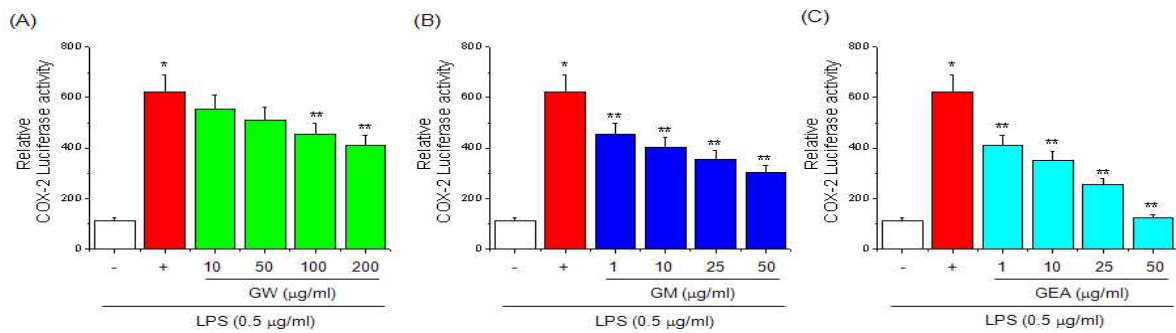 (A)
800
600
400
200
0
Relative
COX-2 Luciferase activity
*
**
**
- + 10 50 100 200
GW (μg/ml)
LPS (0.5 μg/ml)
(B)
800
600
400
200
0
Relative
COX-2 Luciferase activity
*
**
**
**
**
- + 1 10 25 50
GM (μg/ml)
LPS (0.5 μg/ml)
(C)
800
600
400
200
0
Relative
COX-2 Luciferase activity
*
**
**
**
**
- + 1 10 25 50
GEA (μg/ml)
LPS (0.5 μg/ml)